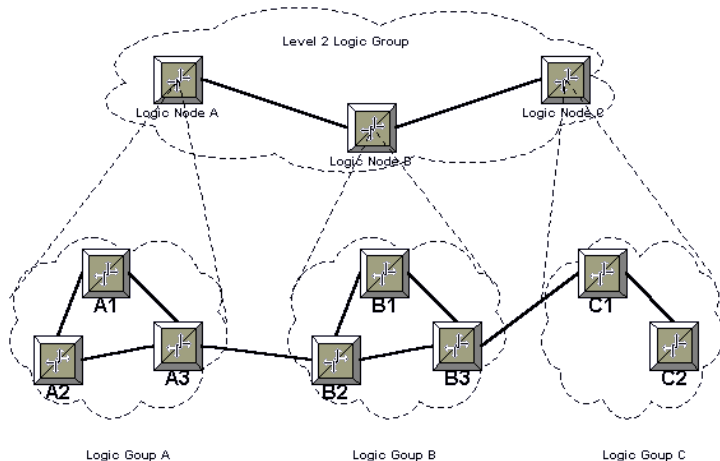 Level 2 Logic Group
Logic Node A
Logic Node C
Logic Node B
A1
B1
C1
A2
A3
B2
B3
C2
Logic Goup A
Logic Goup B
Logic Goup C